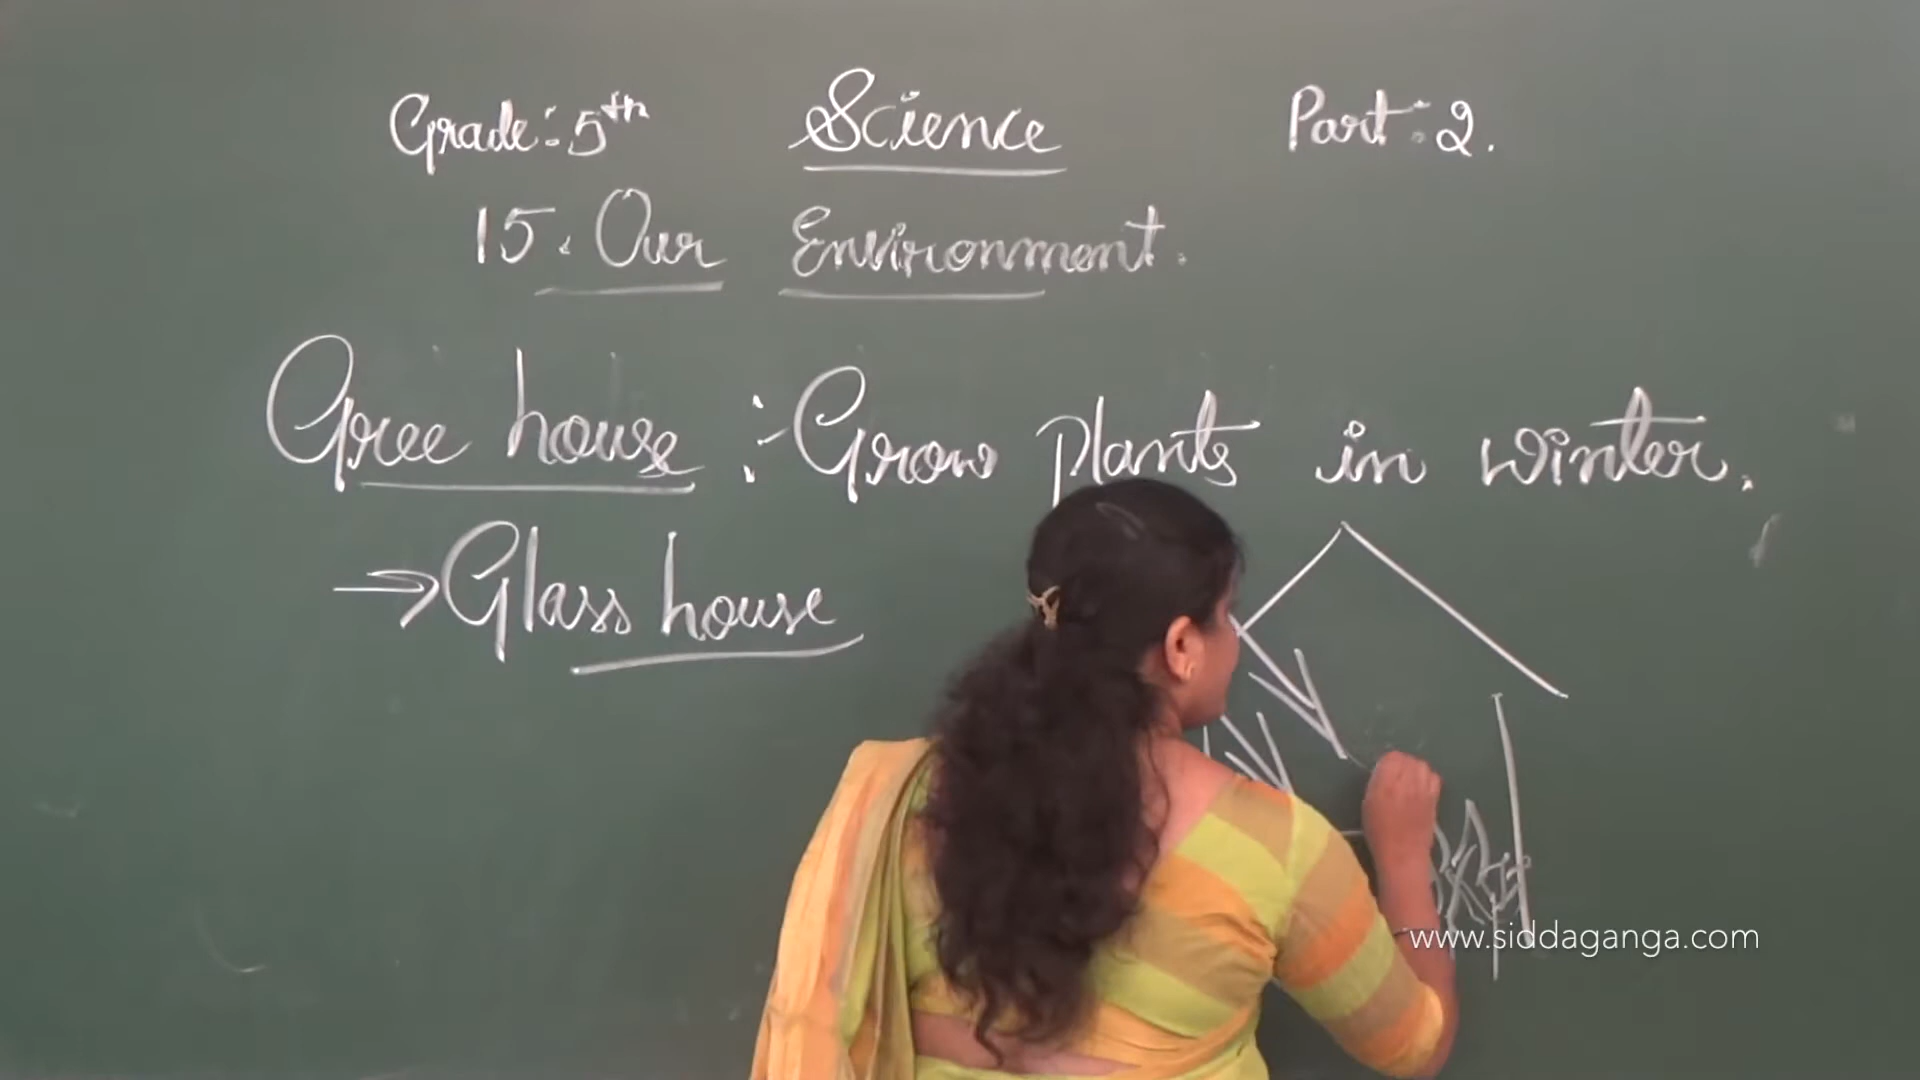 Grade: 5th Science Part: 2.
15. Our Environment.
Gree house : Grow plants in winter.
→ Glass house
www.siddaganga.com